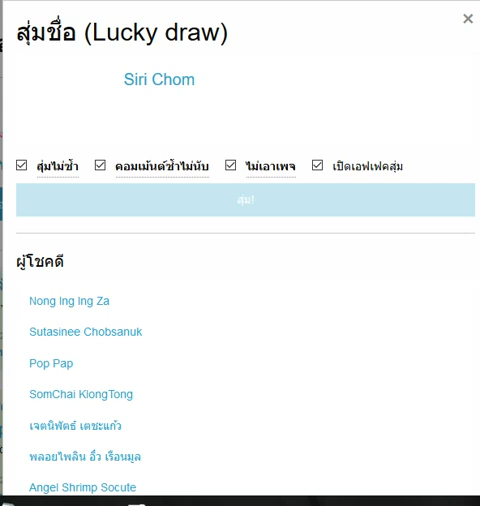 ×
สุ่มชื่อ (Lucky draw)
Siri Chom
สุ่มไม่ซ้ำ คอมเม้นต์ซ้ำไม่นับ ไม่เอาเพจ เปิดเอฟเฟคสุ่ม
สุ่ม!
ผู้โชคดี
Nong Ing Ing Za
Sutasinee Chobsanuk
Pop Pap
SomChai KlongTong
เจตนิพัตธ์ เตชะแก้ว
พลอยไพลิน อิ๋ว เรือนมูล
Angel Shrimp Socute